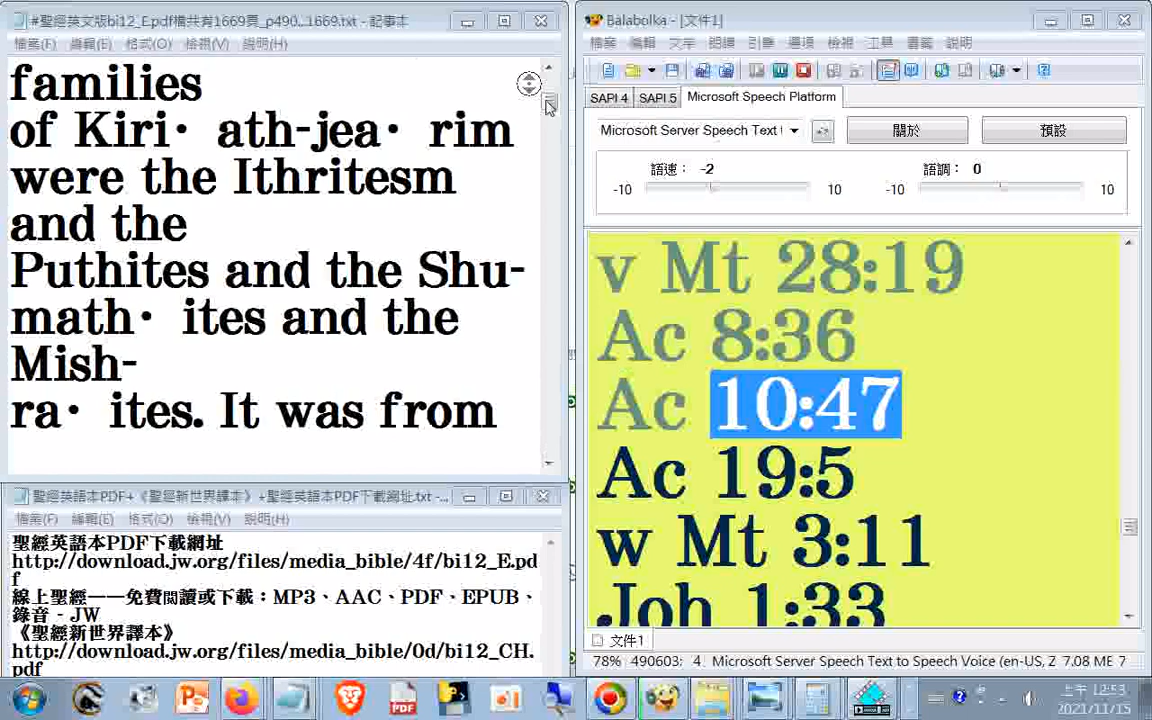 #聖經英文版bi12_E.pdf檔共有1669頁_p490...1669.txt - 記事本
檔案(F) 編輯(E) 格式(O) 檢視(V) 說明(H)
families
of Kiri· ath-jea· rim
were the Ithritesm
and the
Puthites and the Shu-
math· ites and the
Mish-
ra· ites. It was from
聖經英語本PDF+《聖經新世界譯本》+聖經英語本PDF下載網址.txt -...
檔案(F) 編輯(E) 格式(O) 檢視(V) 說明(H)
聖經英語本PDF下載網址
http://download.jw.org/files/media_bible/4f/bi12_E.pd
f
線上聖經——免費閱讀或下載：MP3、AAC、PDF、EPUB、
錄音 - JW
《聖經新世界譯本》
http://download.jw.org/files/media_bible/0d/bi12_CH.
pdf
Balabolka - [文件1]
檔案 編輯 文字 朗讀 引擎 選項 檢視 工具 書籤 說明
SAPI 4 SAPI 5 Microsoft Speech Platform
Microsoft Server Speech Text 關於 預設
語速： -2 語調： 0
-10 10 -10 10
v Mt 28:19
Ac 8:36
Ac 10:47
Ac 19:5
w Mt 3:11
Joh 1:33
文件1
78% 490603: 4 Microsoft Server Speech Text to Speech Voice (en-US, Z 7.08 ME 7
PDF
上午 12:53
2021/11/15